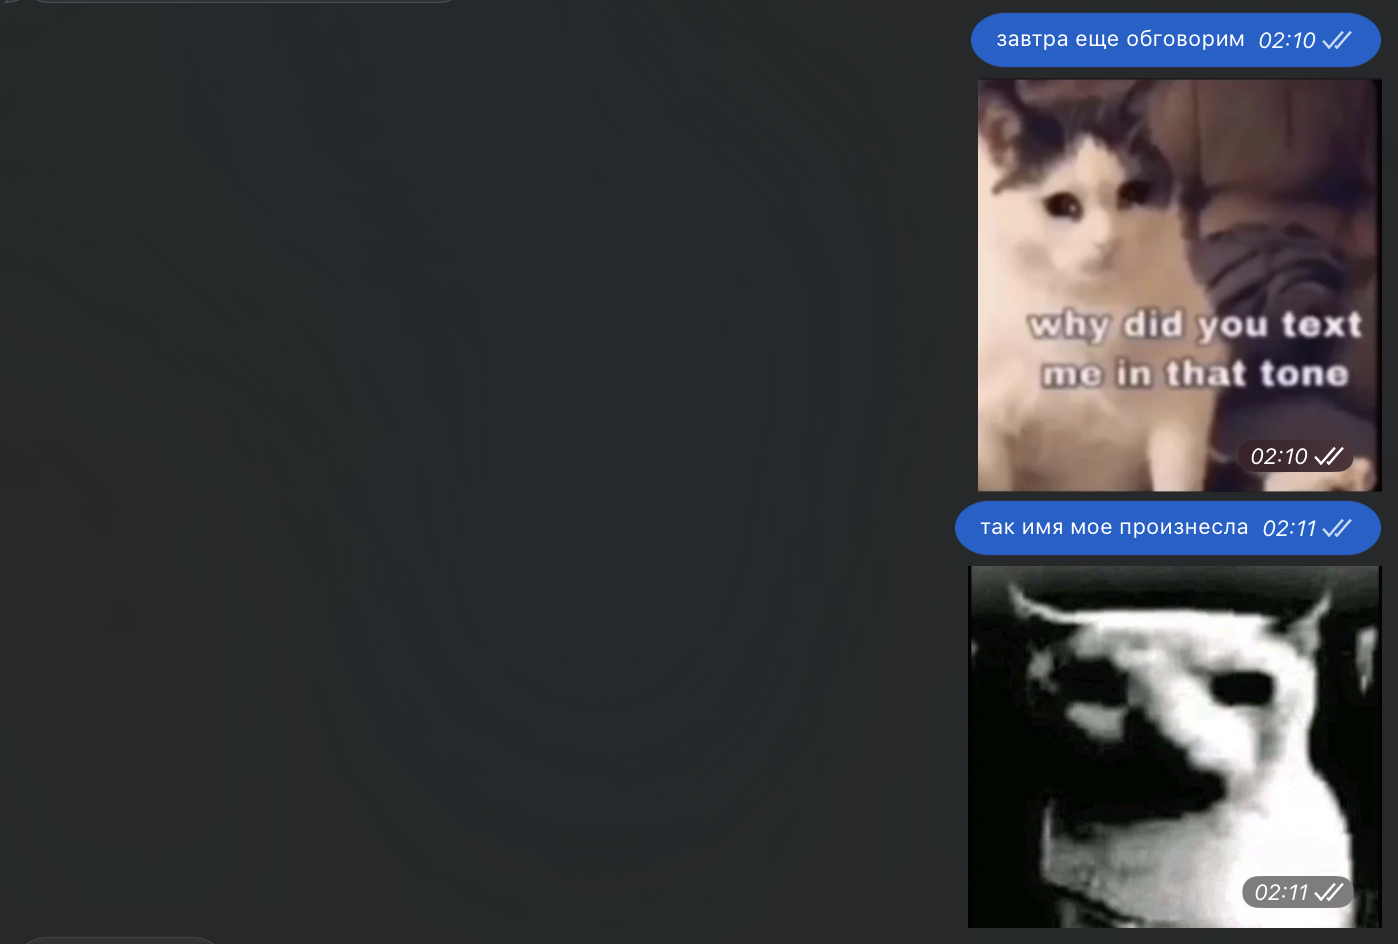 завтра еще обговорим 02:10
why did you text
me in that tone
02:10
так имя мое произнесла 02:11
02:11